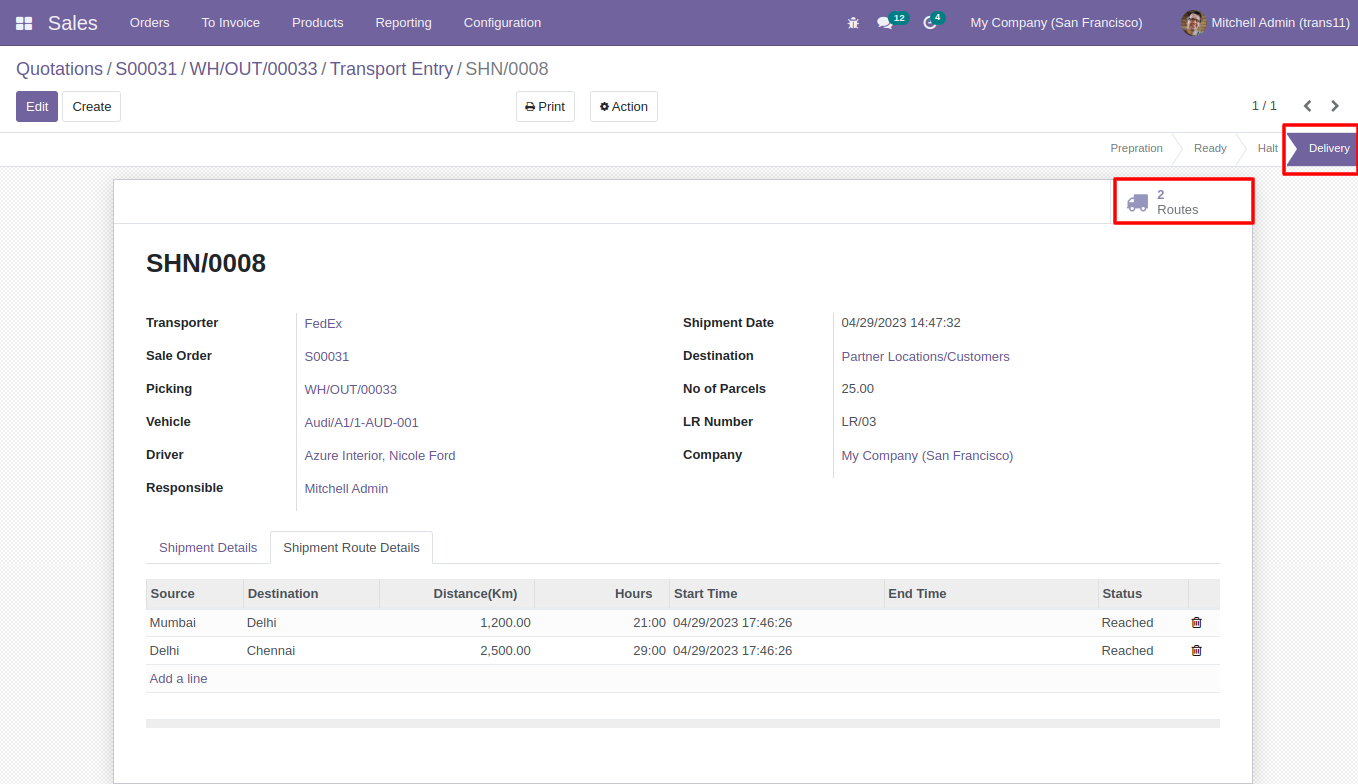 Sales Orders To Invoice Products Reporting Configuration 12 4 My Company (San Francisco) Mitchell Admin (trans11)
Quotations / S00031 / WH/OUT/00033 / Transport Entry / SHN/0008
Edit Create Print Action 1 / 1
Prepration Ready Halt Delivery
2
Routes
SHN/0008
Transporter FedEx Shipment Date 04/29/2023 14:47:32
Sale Order S00031 Destination Partner Locations/Customers
Picking WH/OUT/00033 No of Parcels 25.00
Vehicle Audi/A1/1-AUD-001 LR Number LR/03
Driver Azure Interior, Nicole Ford Company My Company (San Francisco)
Responsible Mitchell Admin
Shipment Details Shipment Route Details
Source Destination Distance(Km) Hours Start Time End Time Status
Mumbai Delhi 1,200.00 21:00 04/29/2023 17:46:26 Reached
Delhi Chennai 2,500.00 29:00 04/29/2023 17:46:26 Reached
Add a line